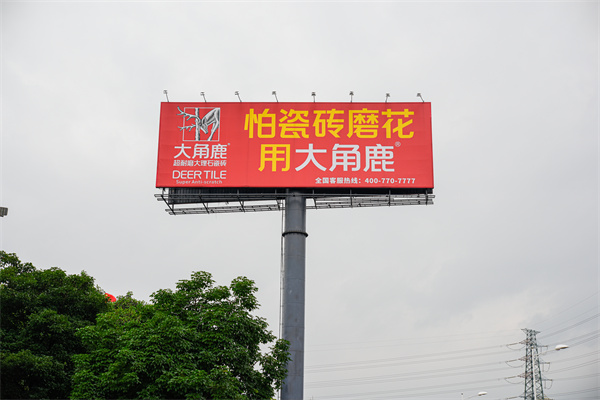 大角鹿®
超耐磨大理石瓷砖
DEER TILE
Super Anti-scratch
怕瓷砖磨花
用大角鹿®
全国客服热线：400-770-7777